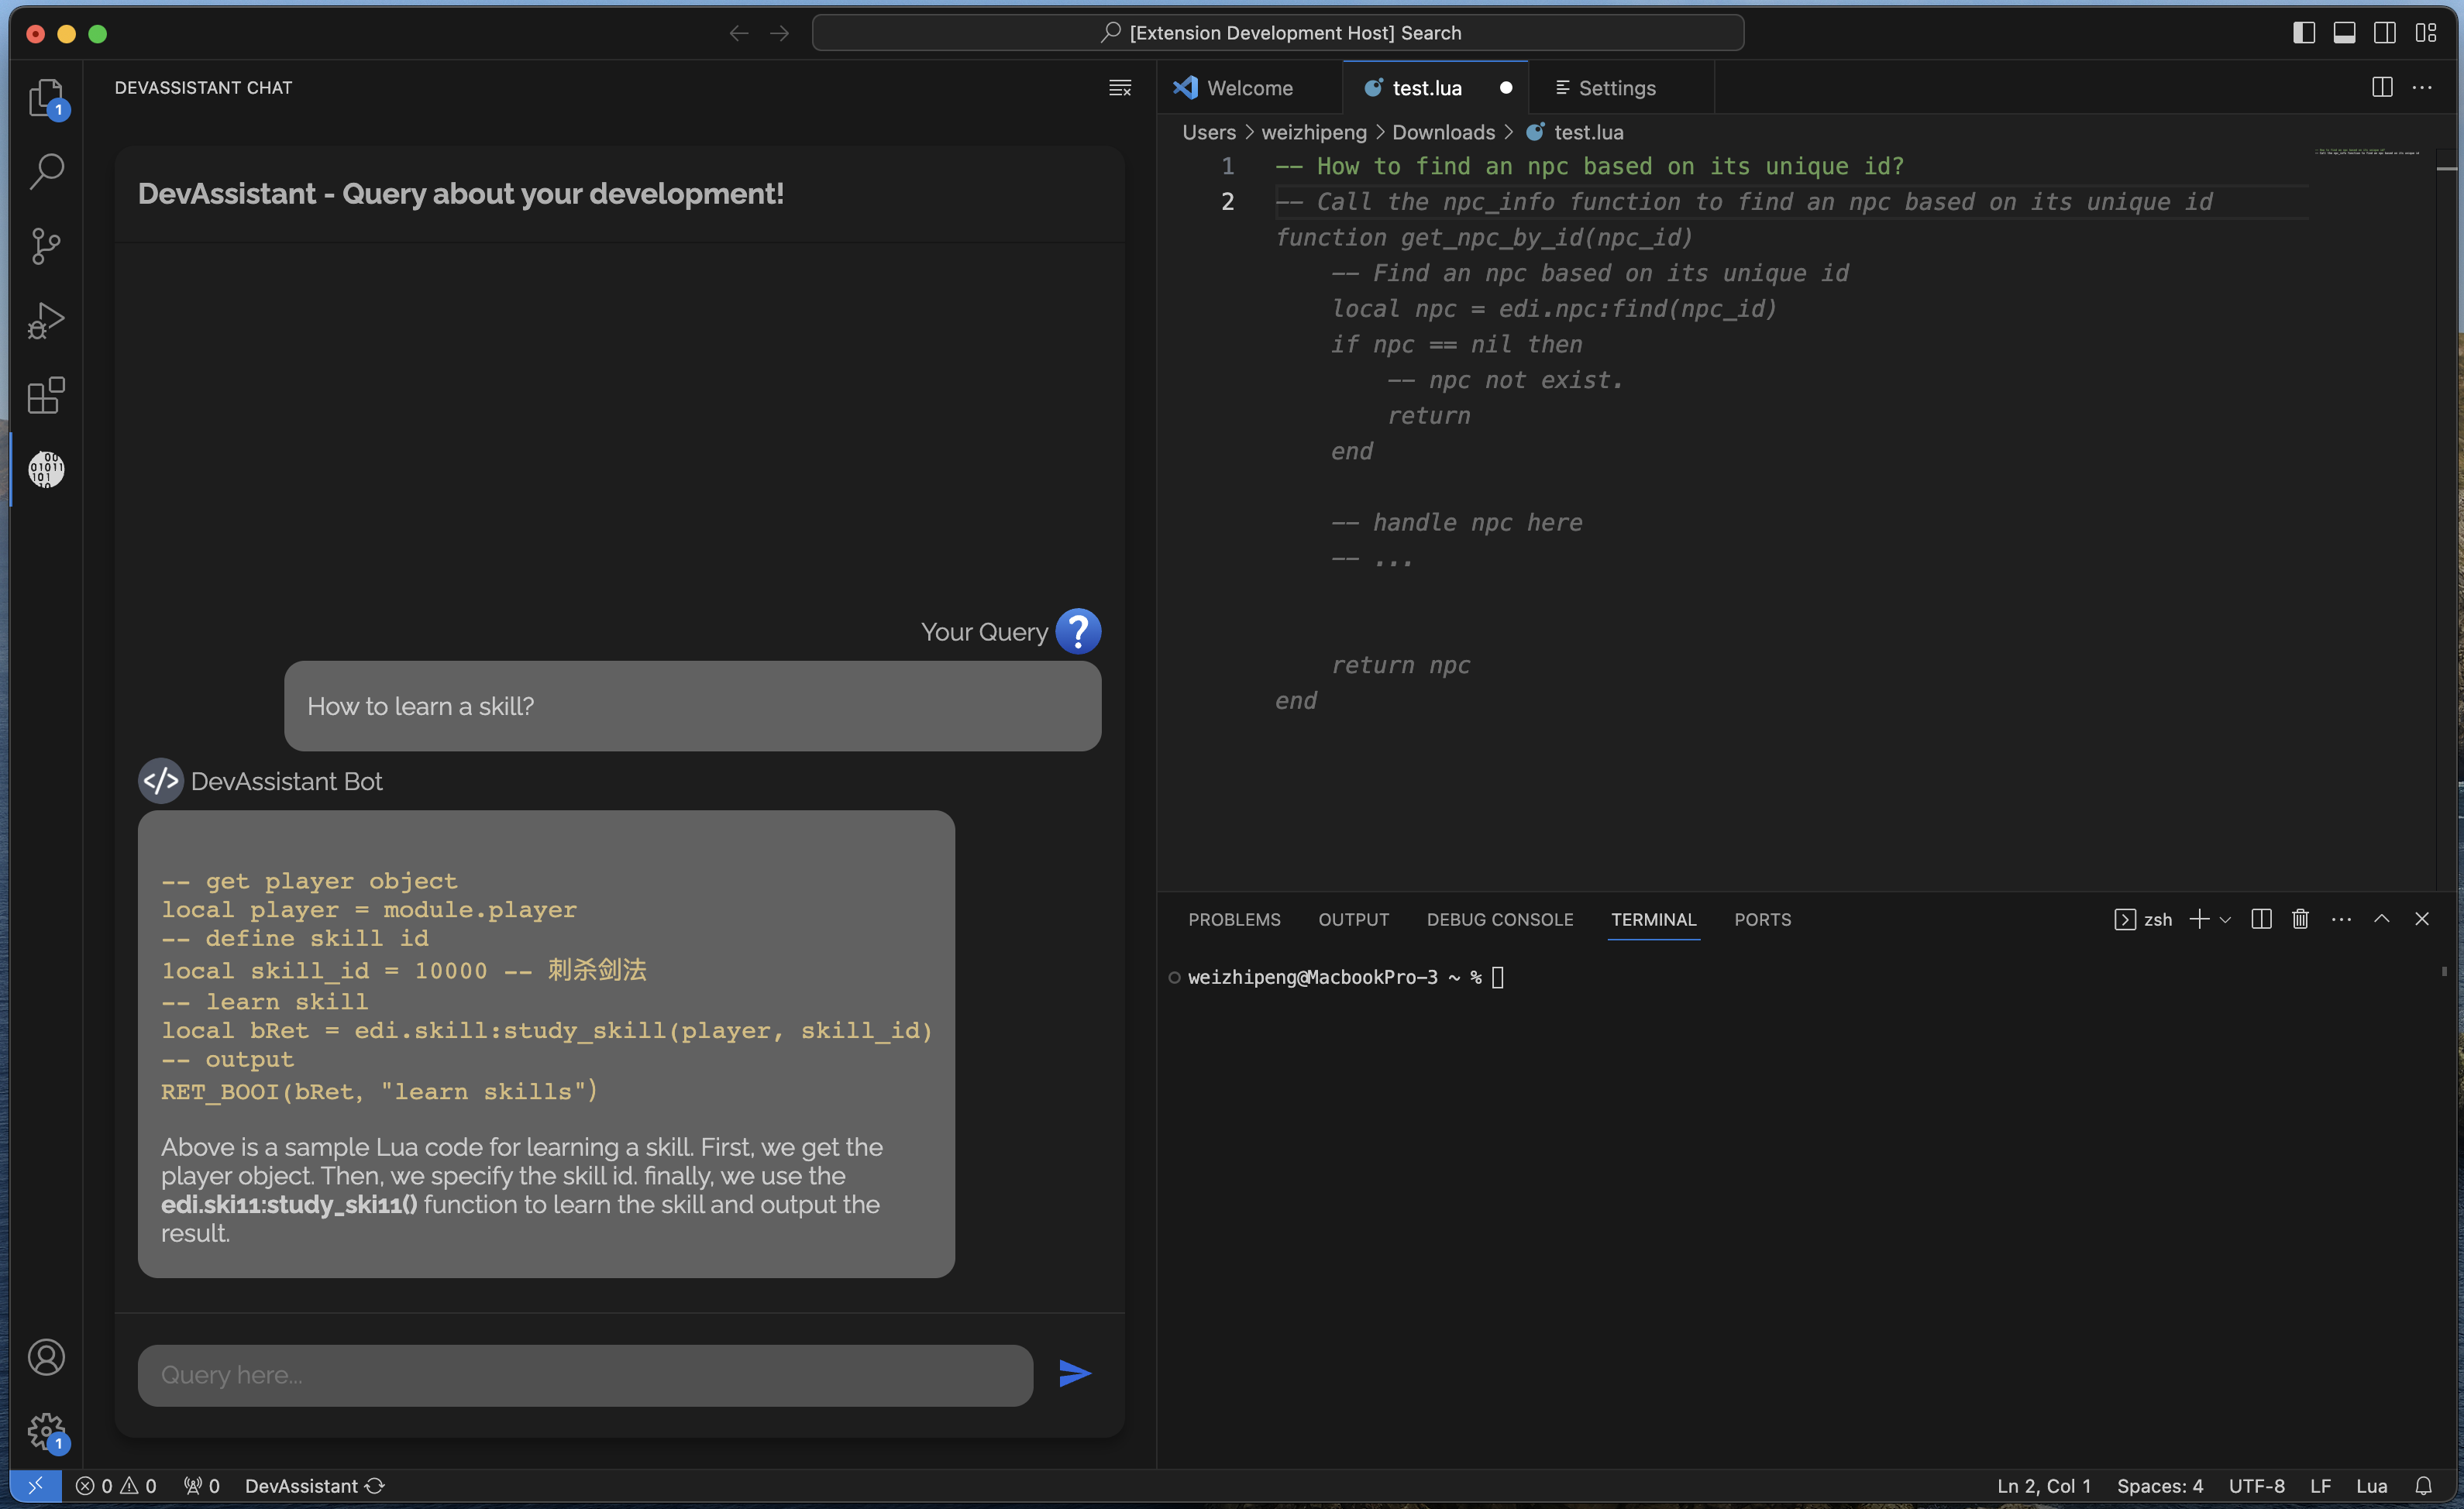 [Extension Development Host] Search
DEVASSISTANT CHAT
1
00
01011
101
10
DevAssistant - Query about your development!
Your Query ?
How to learn a skill?
</> DevAssistant Bot
-- get player object
local player = module.player
-- define skill id
1ocal skill_id = 10000 -- 刺杀剑法
-- learn skill
local bRet = edi.skill:study_skill(player, skill_id)
-- output
RET_BOOI(bRet, "learn skills")
Above is a sample Lua code for learning a skill. First, we get the
player object. Then, we specify the skill id. finally, we use the
edi.ski11:study_ski11() function to learn the skill and output the
result.
Query here...
1
Welcome
test.lua
Settings
Users > weizhipeng > Downloads > test.lua
1 -- How to find an npc based on its unique id?
2 -- Call the npc_info function to find an npc based on its unique id
function get_npc_by_id(npc_id)
-- Find an npc based on its unique id
local npc = edi.npc:find(npc_id)
if npc == nil then
-- npc not exist.
return
end
-- handle npc here
-- ...
return npc
end
PROBLEMS OUTPUT DEBUG CONSOLE TERMINAL PORTS
zsh
weizhipeng@MacbookPro-3 ~ %
0 0 0 DevAssistant
Ln 2, Col 1 Spaces: 4 UTF-8 LF Lua